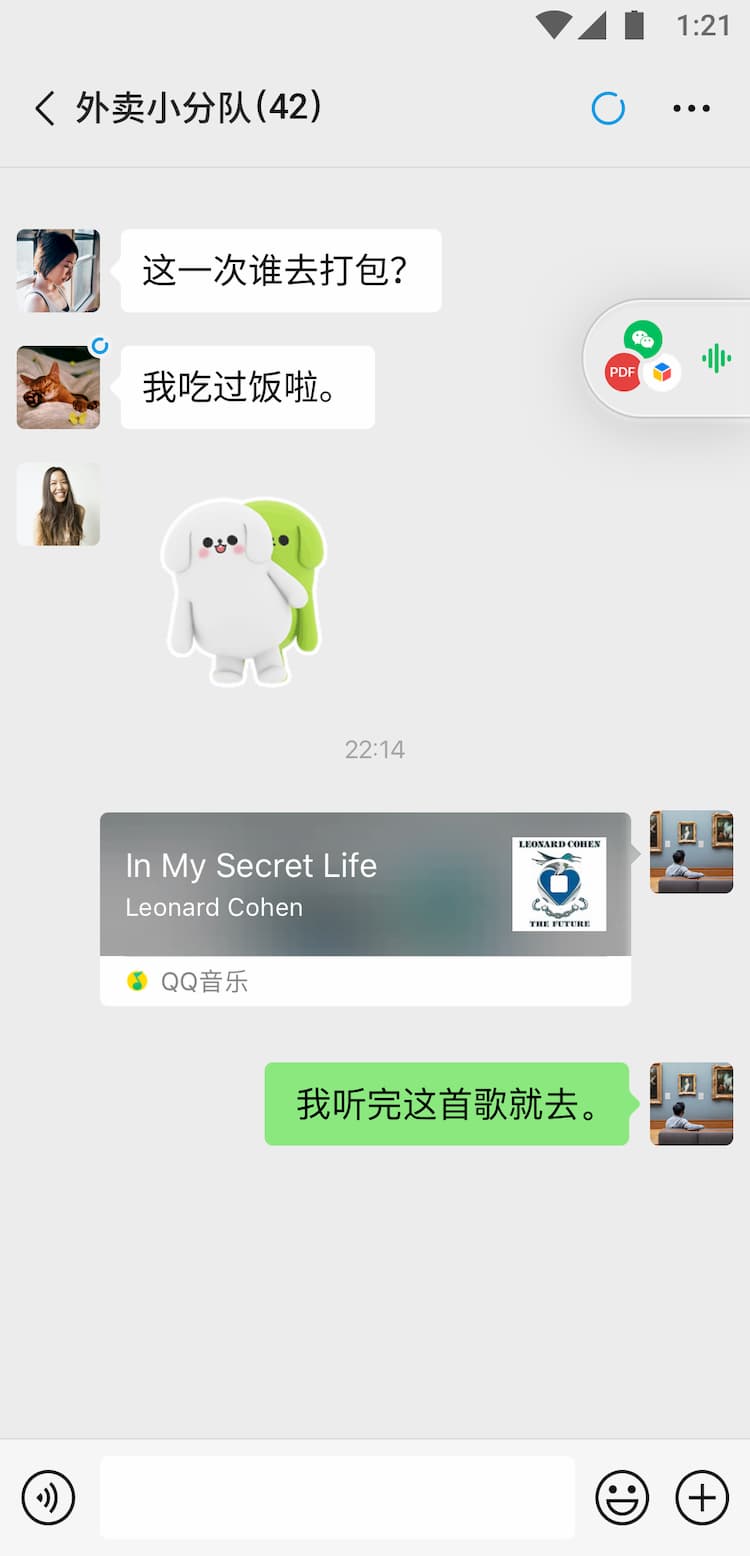 1:21
外卖小分队(42)
这一次谁去打包？
PDF
我吃过饭啦。
22:14
In My Secret Life
Leonard Cohen
LEONARD COHEN
THE FUTURE
QQ音乐
我听完这首歌就去。